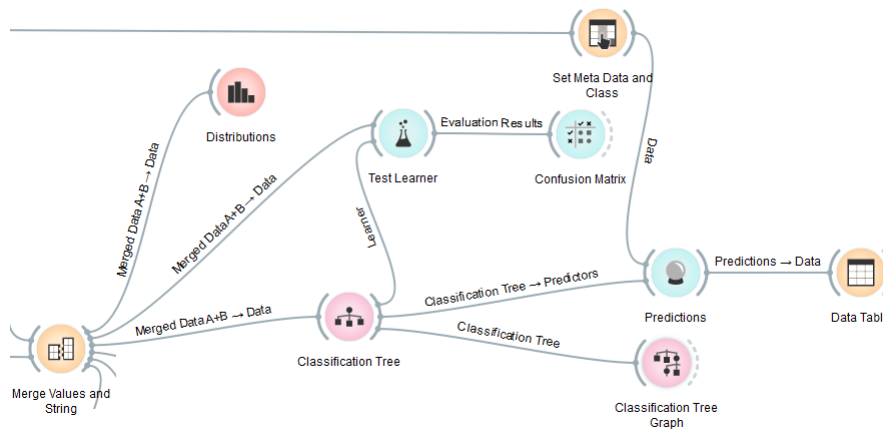 Set Meta Data and
Class
Distributions
Evaluation Results
Test Learner
Confusion Matrix
Merged Data A+B → Data
Merged Data A+B → Data
Data
Learner
Predictions → Data
Classification Tree → Predictors
Merged Data A+B → Data
Predictions
Data Tabl
Classification Tree
Classification Tree
Merge Values and
String
Classification Tree
Graph